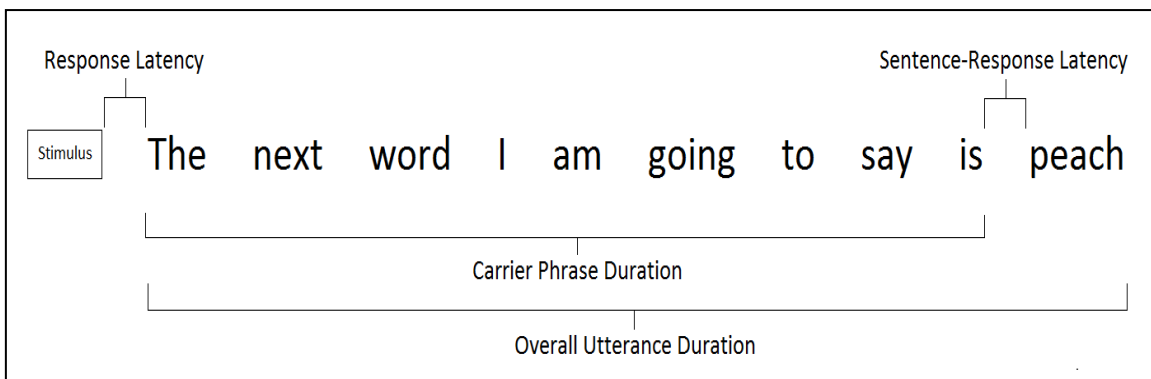 Response Latency
Sentence-Response Latency
Stimulus
The next word I am going to say is peach
Carrier Phrase Duration
Overall Utterance Duration